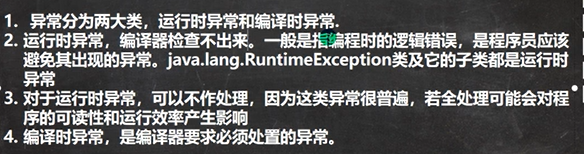 1. 异常分为两大类，运行时异常和编译时异常.
2. 运行时异常，编译器检查不出来。一般是指编程时的逻辑错误，是程序员应该
避免其出现的异常。java.lang.RuntimeException类及它的子类都是运行时
异常
3. 对于运行时异常，可以不作处理，因为这类异常很普遍，若全处理可能会对程
序的可读性和运行效率产生影响
4. 编译时异常，是编译器要求必须处置的异常。